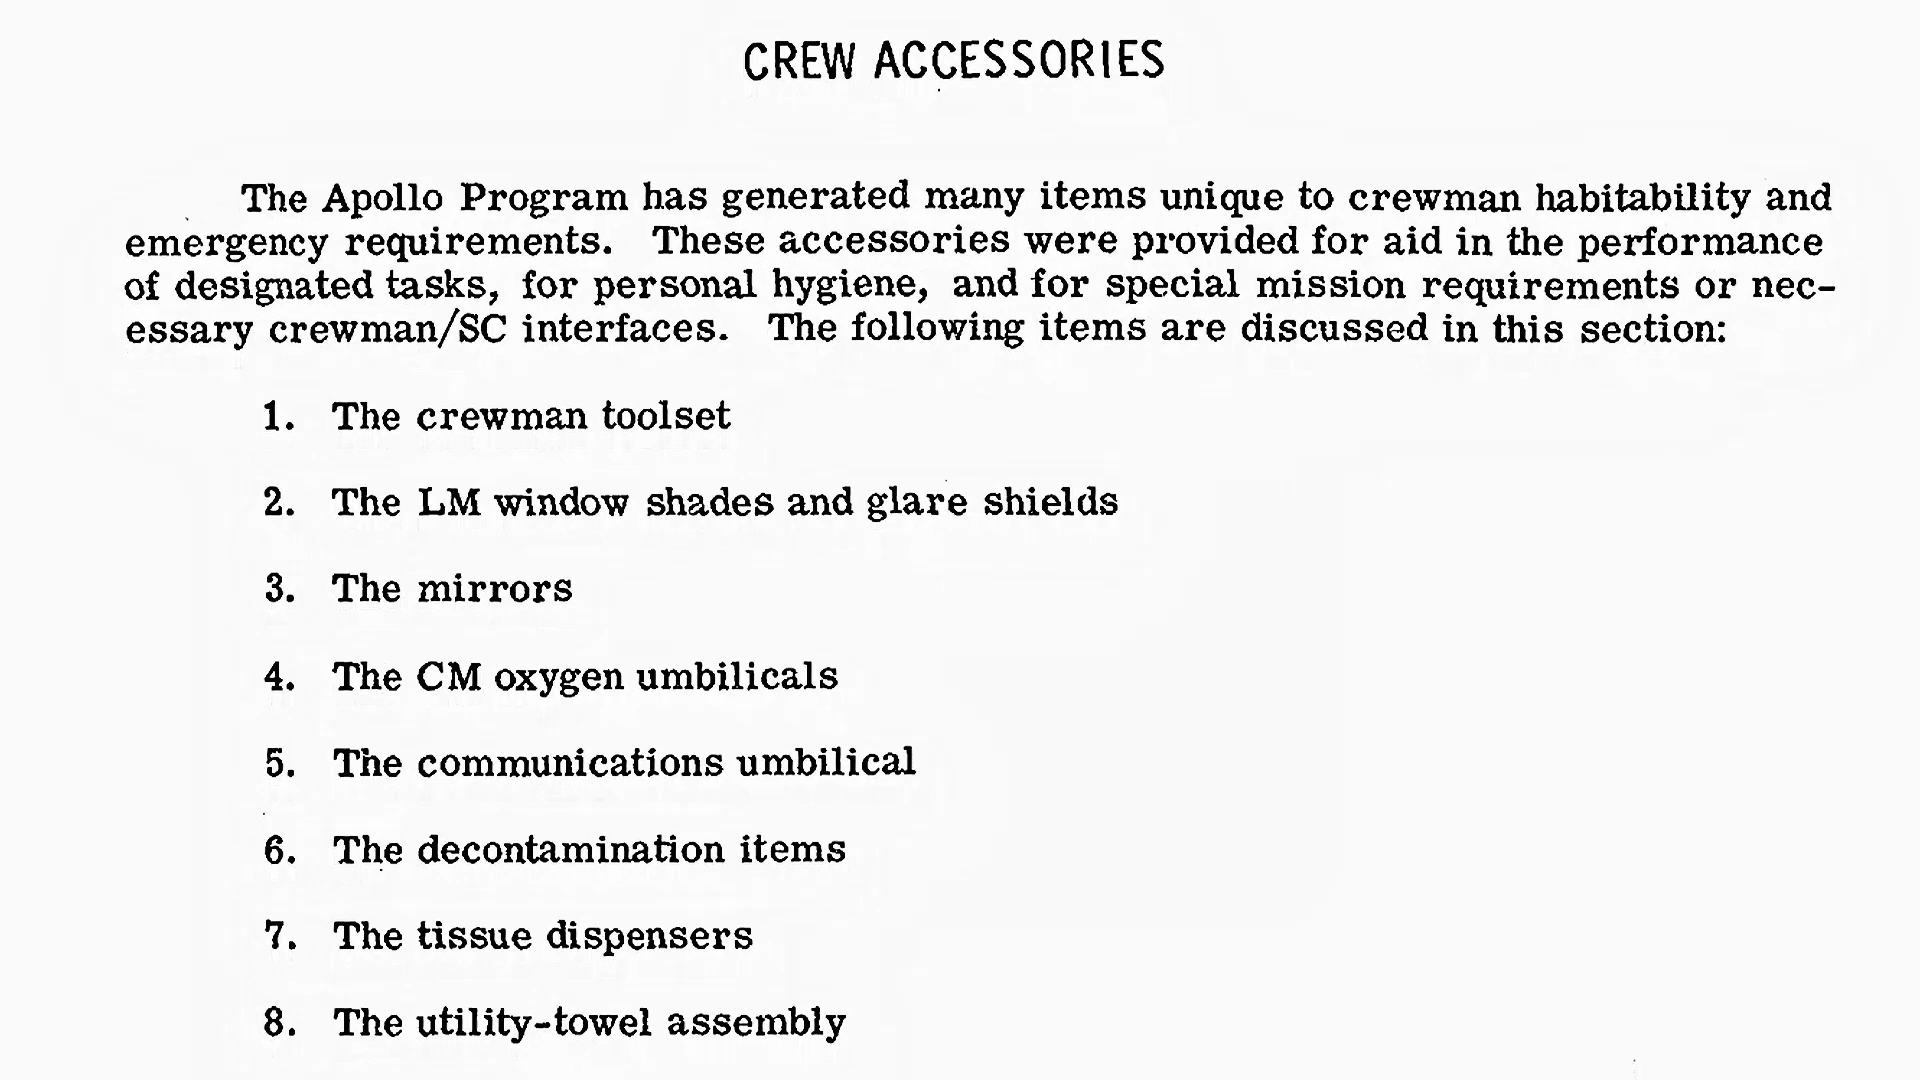 CREW ACCESSORIES
The Apollo Program has generated many items unique to crewman habitability and
emergency requirements. These accessories were provided for aid in the performance
of designated tasks, for personal hygiene, and for special mission requirements or nec-
essary crewman/SC interfaces. The following items are discussed in this section:
1. The crewman toolset
2. The LM window shades and glare shields
3. The mirrors
4. The CM oxygen umbilicals
5. The communications umbilical
6. The decontamination items
7. The tissue dispensers
8. The utility-towel assembly